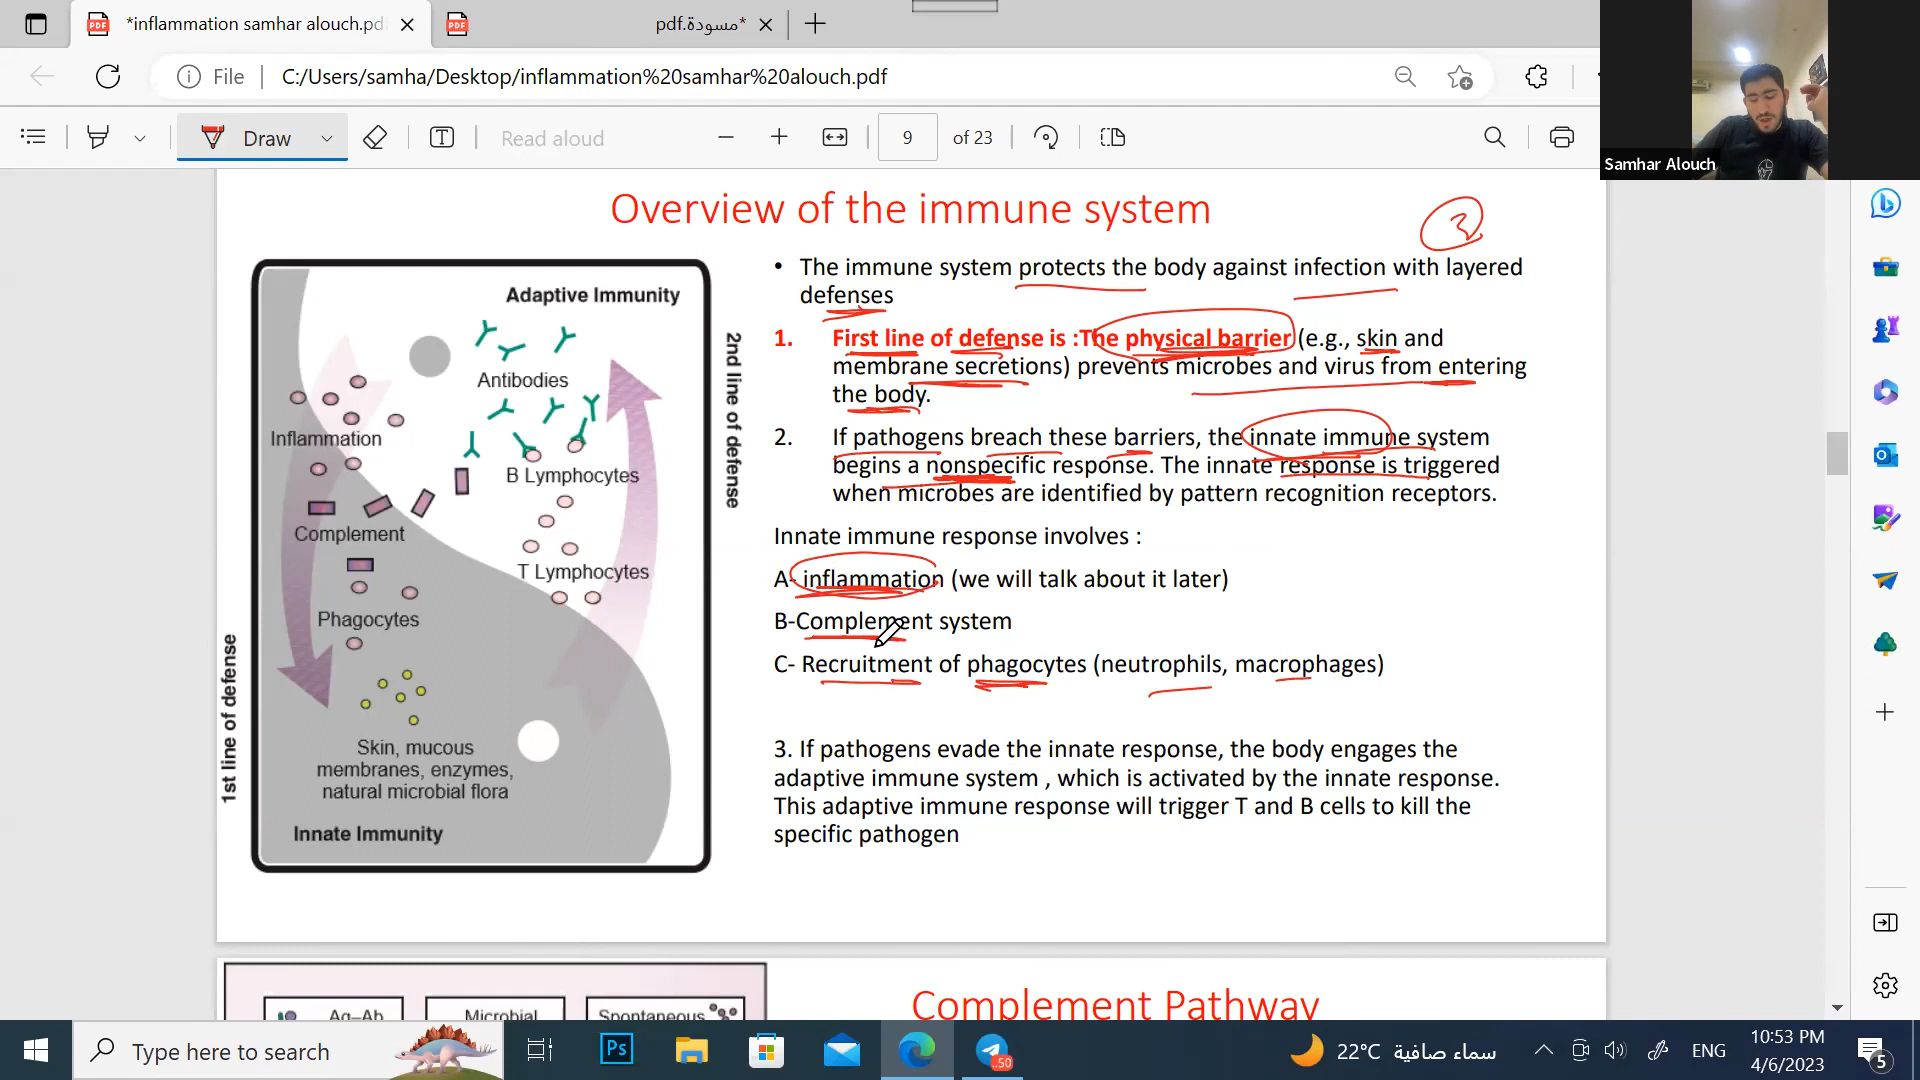 *inflammation samhar alouch.pd
*مسودة.pdf
File
C:/Users/samha/Desktop/inflammation%20samhar%20alouch.pdf
Draw
Read aloud
9
of 23
Samhar Alouch
Overview of the immune system
3
• The immune system protects the body against infection with layered
defenses
1. First line of defense is :The physical barrier (e.g., skin and
membrane secretions) prevents microbes and virus from entering
the body.
2. If pathogens breach these barriers, the innate immune system
begins a nonspecific response. The innate response is triggered
when microbes are identified by pattern recognition receptors.
Innate immune response involves :
A- inflammation (we will talk about it later)
B-Complement system
C- Recruitment of phagocytes (neutrophils, macrophages)
3. If pathogens evade the innate response, the body engages the
adaptive immune system , which is activated by the innate response.
This adaptive immune response will trigger T and B cells to kill the
specific pathogen
Adaptive Immunity
Antibodies
Inflammation
B Lymphocytes
Complement
T Lymphocytes
Phagocytes
Skin, mucous
membranes, enzymes,
natural microbial flora
Innate Immunity
1st line of defense
2nd line of defense
Ag–Ab
Microbial
Spontaneous
Complement Pathway
Type here to search
Ps
..50
22°C سماء صافية
ENG
10:53 PM
4/6/2023
5